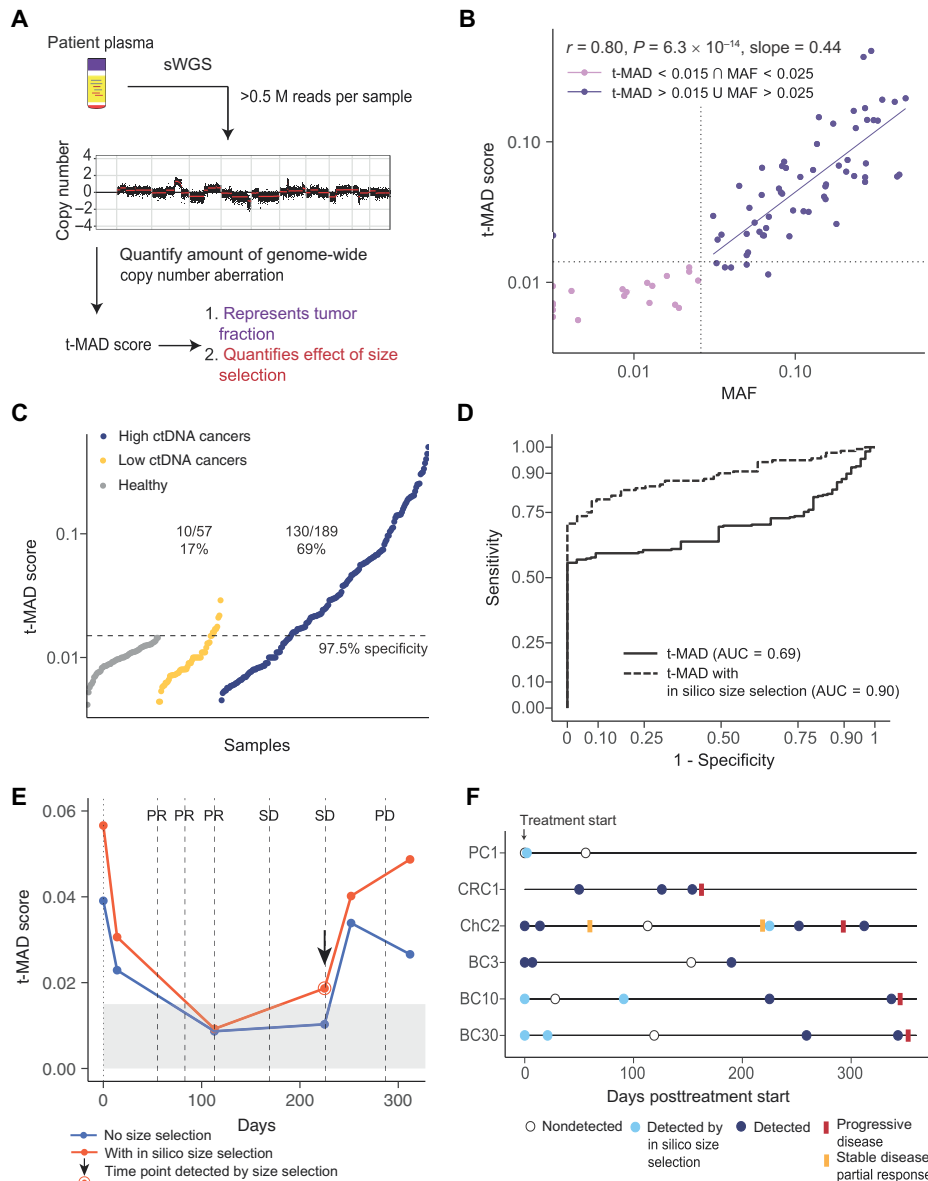 A
Patient plasma
sWGS
>0.5 M reads per sample
Copy number
4
2
0
−2
−4
Quantify amount of genome-wide
copy number aberration
t-MAD score
1. Represents tumor
fraction
2. Quantifies effect of size
selection
B
r = 0.80, P = 6.3 × 10−14, slope = 0.44
t-MAD < 0.015 ∩ MAF < 0.025
t-MAD > 0.015 U MAF > 0.025
t-MAD score
0.10
0.01
0.01
0.10
MAF
C
High ctDNA cancers
Low ctDNA cancers
Healthy
10/57
17%
130/189
69%
t-MAD score
0.1
0.01
97.5% specificity
Samples
D
Sensitivity
1.00
0.90
0.75
0.50
0.25
0.10
0.00
t-MAD (AUC = 0.69)
t-MAD with
in silico size selection (AUC = 0.90)
0 0.10 0.25 0.50 0.75 0.90 1
1 - Specificity
E
t-MAD score
0.06
0.04
0.02
0.00
PR PR PR SD SD PD
0 100 200 300
Days
No size selection
With in silico size selection
Time point detected by size selection
F
Treatment start
PC1
CRC1
ChC2
BC3
BC10
BC30
0 100 200 300
Days posttreatment start
Nondetected
Detected by
in silico size
selection
Detected
Progressive
disease
Stable disease
partial response